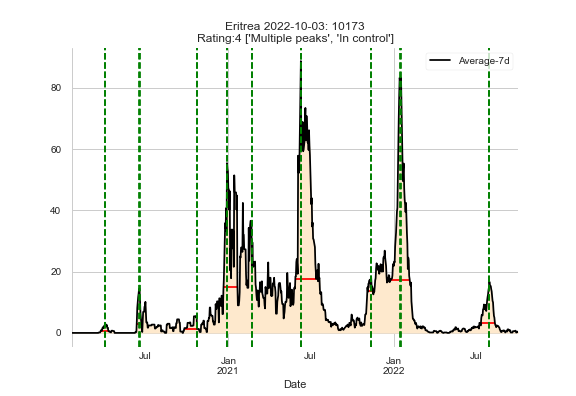 Eritrea 2022-10-03: 10173
Rating:4 ['Multiple peaks', 'In control']
Average-7d
80
60
40
20
0
Jul
Jan
2021
Jul
Jan
2022
Jul
Date